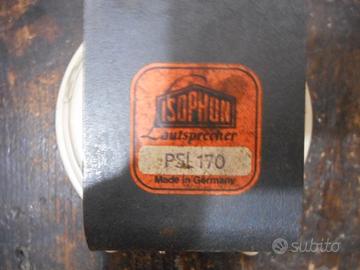 ISOPHON
Lautsprecher
PSL 170
Made in Germany
subito